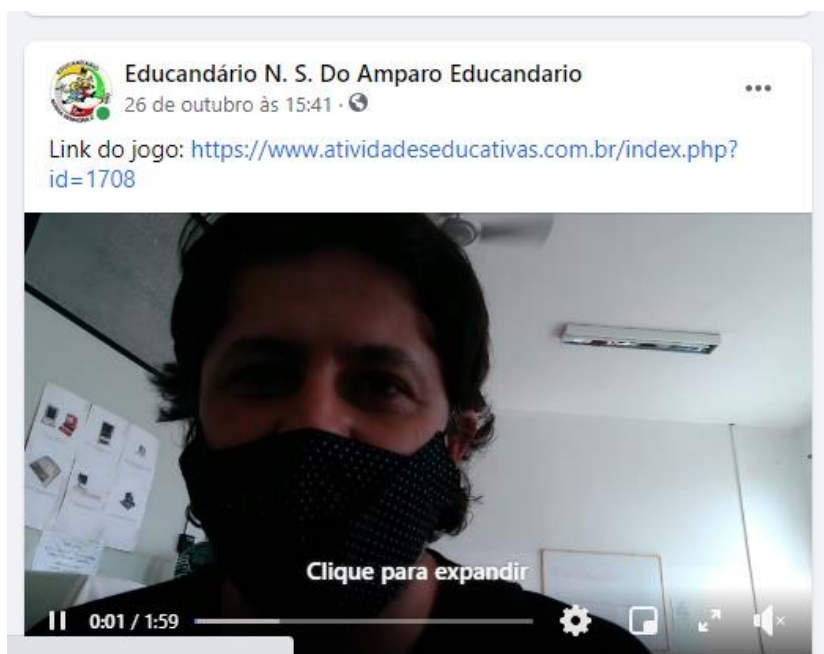 Educandário N. S. Do Amparo Educandario
26 de outubro às 15:41 ·
Link do jogo: https://www.atividadeseducativas.com.br/index.php?
id=1708
Clique para expandir
0:01 / 1:59